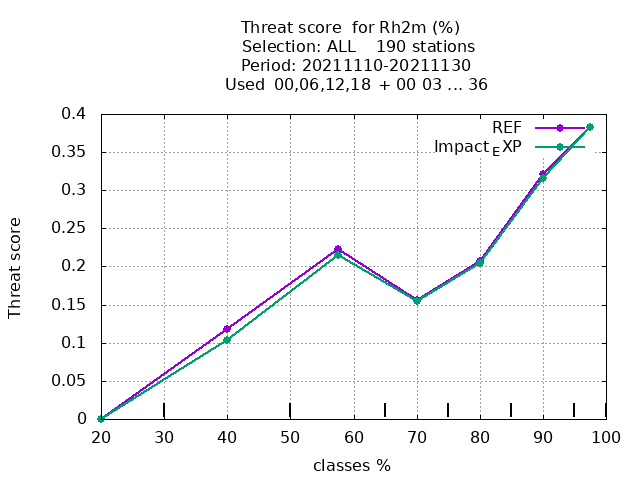 Threat score for Rh2m (%)
Selection: ALL 190 stations
Period: 20211110-20211130
Used 00,06,12,18 + 00 03 ... 36
REF
Impact_EXP
Threat score
0.4
0.35
0.3
0.25
0.2
0.15
0.1
0.05
0
20 30 40 50 60 70 80 90 100
classes %